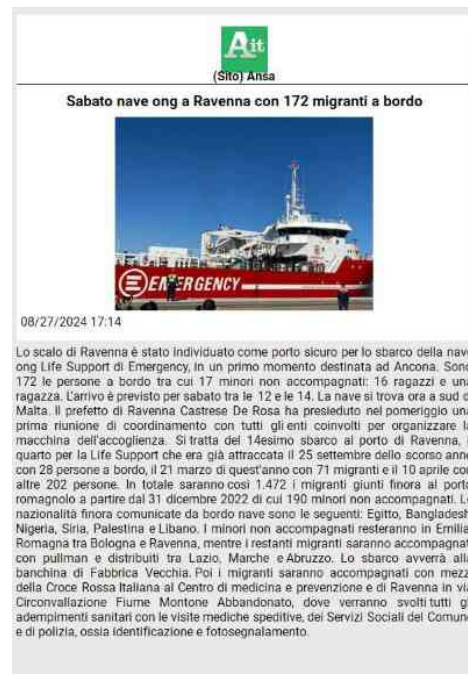 Ait
(Sito) Ansa
Sabato nave ong a Ravenna con 172 migranti a bordo
EMERGENCY
08/27/2024 17:14
Lo scalo di Ravenna è stato individuato come porto sicuro per lo sbarco della nave
ong Life Support di Emergency, in un primo momento destinata ad Ancona. Sono
172 le persone a bordo tra cui 17 minori non accompagnati: 16 ragazzi e una
ragazza. L'arrivo è previsto per sabato tra le 12 e le 14. La nave si trova ora a sud di
Malta. Il prefetto di Ravenna Castrese De Rosa ha presieduto nel pomeriggio una
prima riunione di coordinamento con tutti gli enti coinvolti per organizzare la
macchina dell'accoglienza. Si tratta del 14esimo sbarco al porto di Ravenna,
quarto per la Life Support che era già attraccata il 25 settembre dello scorso anno
con 28 persone a bordo, il 21 marzo di quest'anno con 71 migranti e il 10 aprile con
altre 202 persone. In totale saranno così 1.472 i migranti giunti finora al porto
romagnolo a partire dal 31 dicembre 2022 di cui 190 minori non accompagnati. Le
nazionalità finora comunicate da bordo nave sono le seguenti: Egitto, Bangladesh
Nigeria, Siria, Palestina e Libano. I minori non accompagnati resteranno in Emilia
Romagna tra Bologna e Ravenna, mentre i restanti migranti saranno accompagnat
con pullman e distribuiti tra Lazio, Marche e Abruzzo. Lo sbarco avverrà alla
banchina di Fabbrica Vecchia. Poi i migranti saranno accompagnati con mezz
della Croce Rossa Italiana al Centro di medicina e prevenzione e di Ravenna in via
Circonvallazione Fiume Montone Abbandonato, dove verranno svolti tutti gl
adempimenti sanitari con le visite mediche speditive, dei Servizi Sociali del Comune
e di polizia, ossia identificazione e fotosegnalamento.